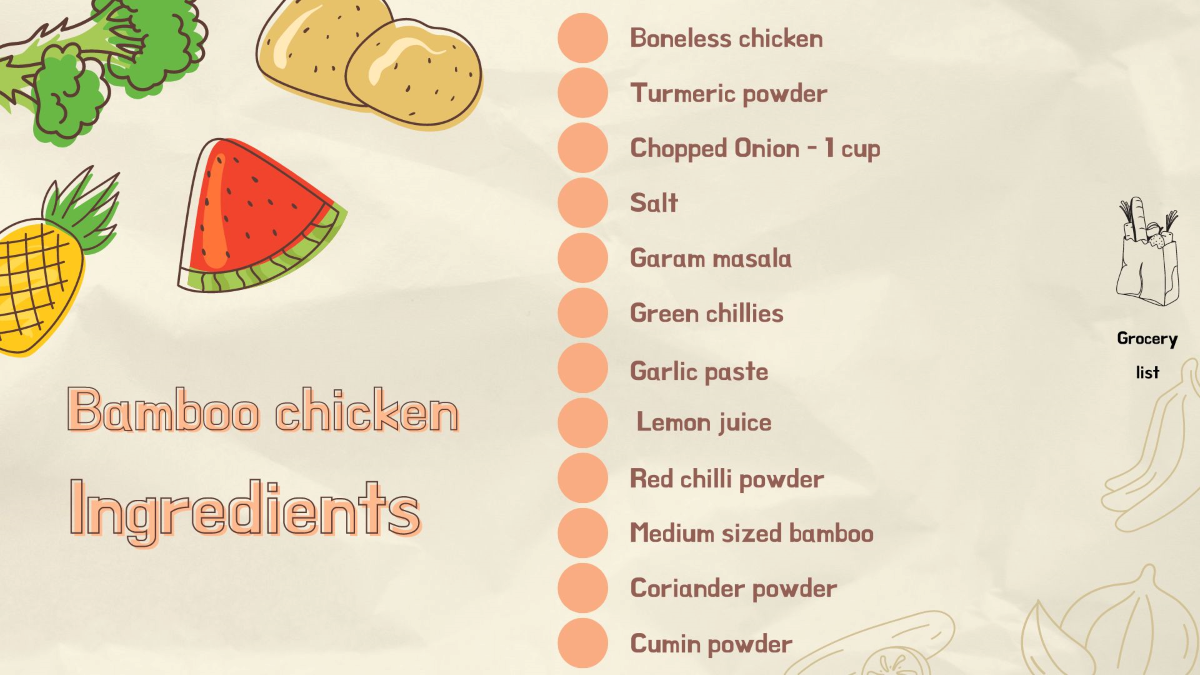 Bamboo chicken
Ingredients
Boneless chicken
Turmeric powder
Chopped Onion - 1 cup
Salt
Garam masala
Green chillies
Garlic paste
Lemon juice
Red chilli powder
Medium sized bamboo
Coriander powder
Cumin powder
Grocery
list